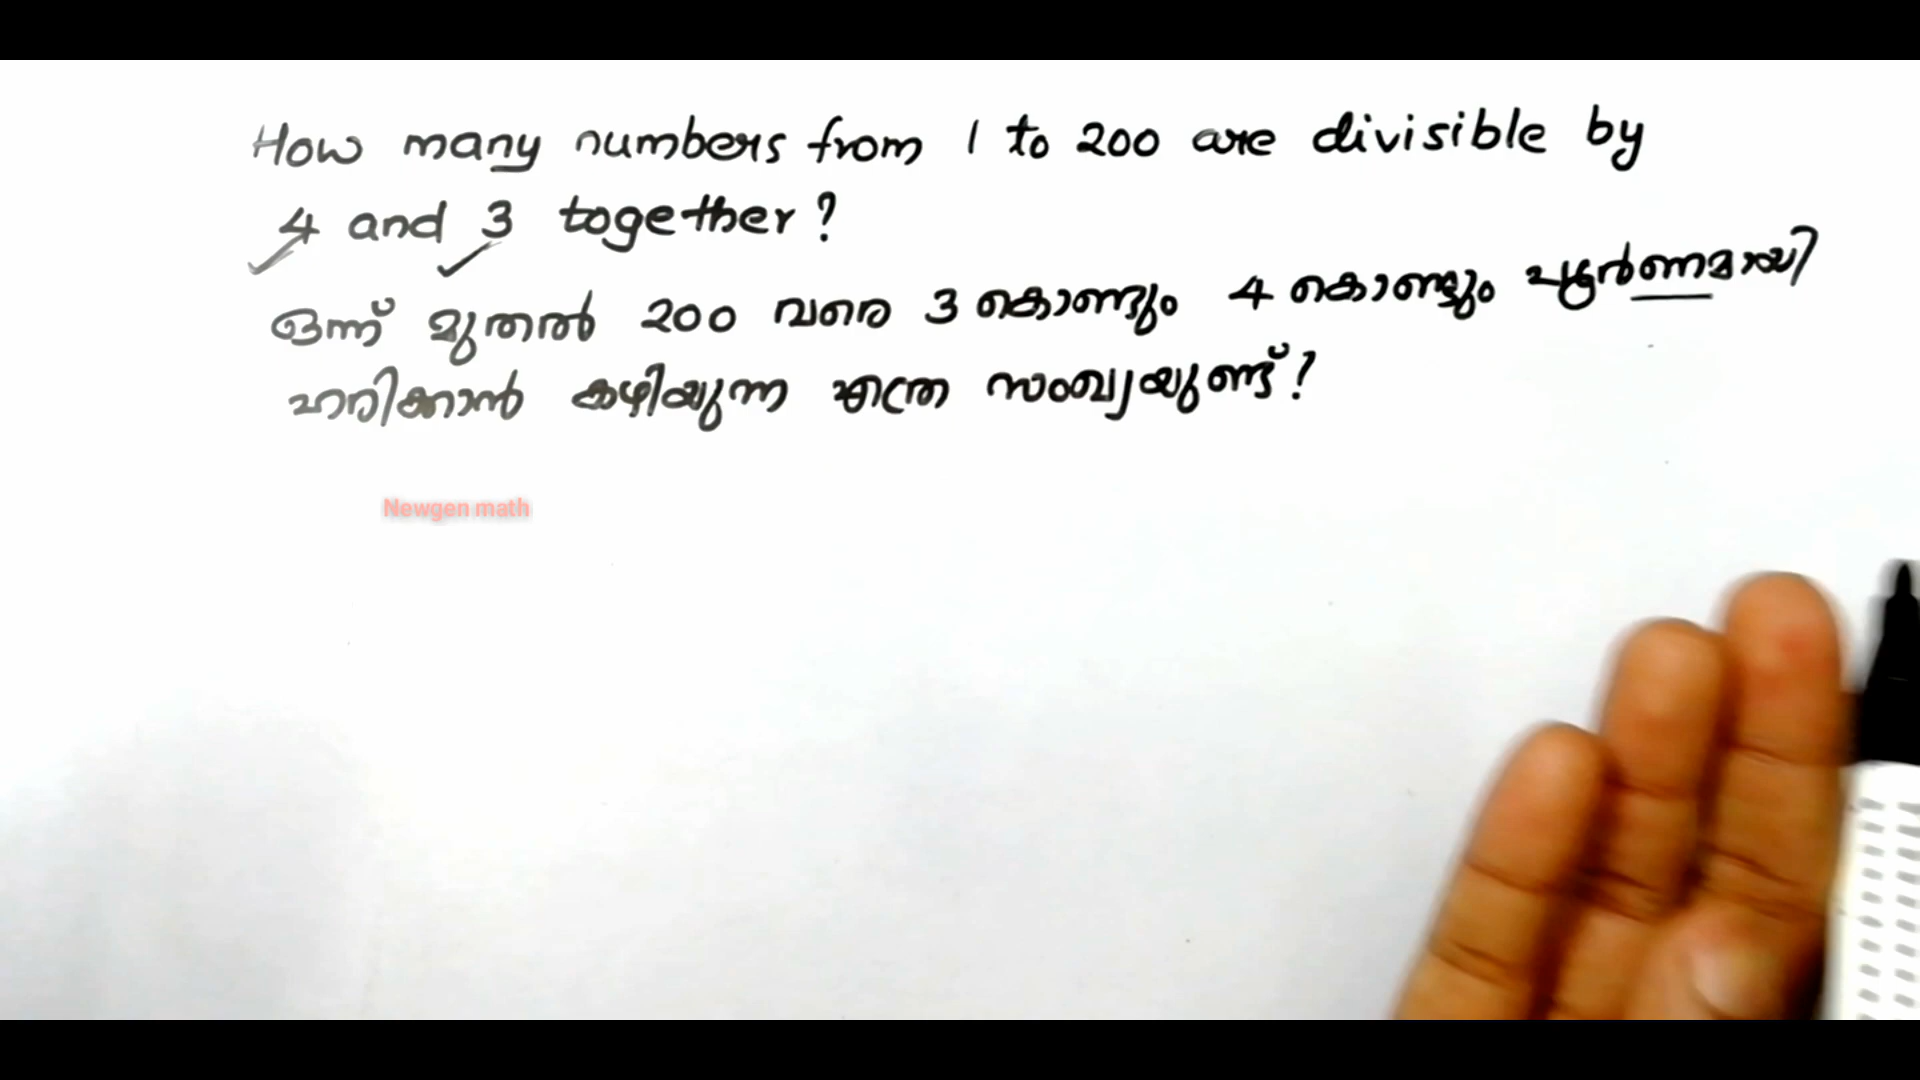 How many numbers from 1 to 200 are divisible by
4 and 3 together?
ഒന്ന് മുതൽ 200 വരെ 3 കൊണ്ടും 4 കൊണ്ടും പൂർണമായി
ഹരിക്കാൻ കഴിയുന്ന എത്ര സംഖ്യയുണ്ട്?
Newgen math